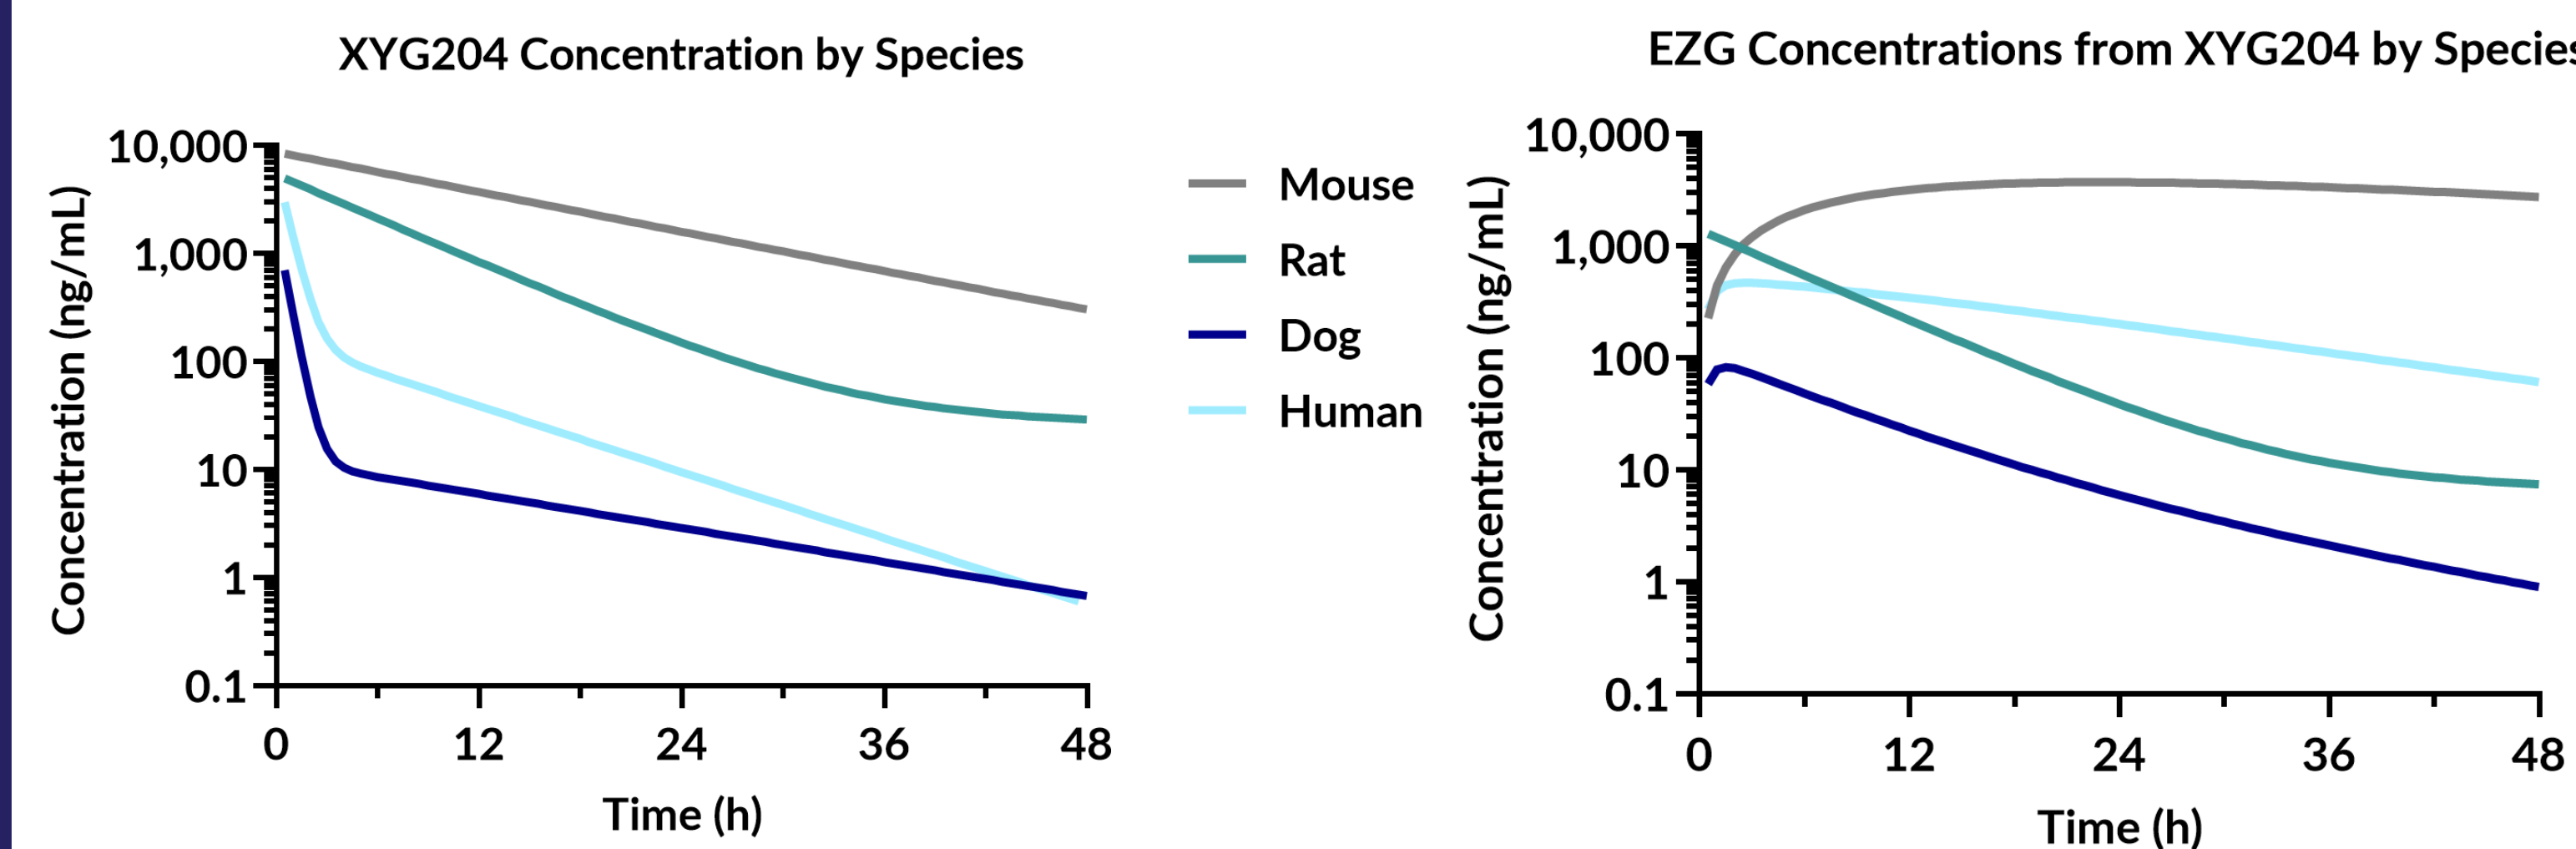 XYG204 Concentration by Species
Concentration (ng/mL)
10,000
1,000
100
10
1
0.1
0
12
24
36
48
Time (h)
Mouse
Rat
Dog
Human
EZG Concentrations from XYG204 by Species
Concentration (ng/mL)
10,000
1,000
100
10
1
0.1
0
12
24
36
48
Time (h)